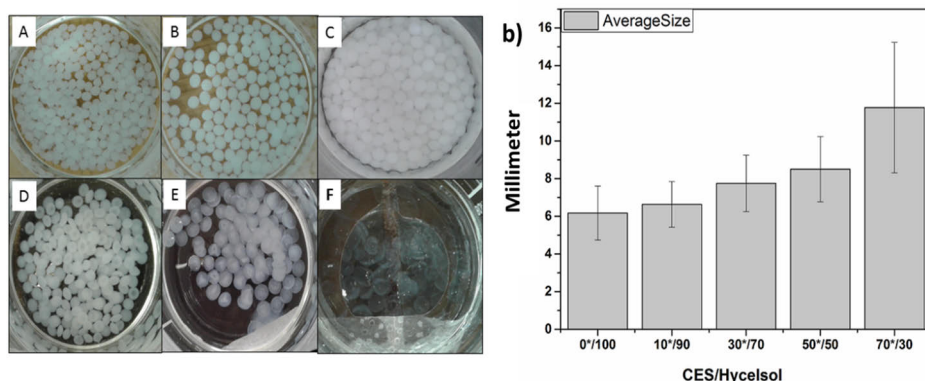 A
B
C
D
E
F
b)
AverageSize
Millimeter
16
14
12
10
8
6
4
2
0
0*/100
10*/90
30*/70
50*/50
70*/30
CES/Hycelsol